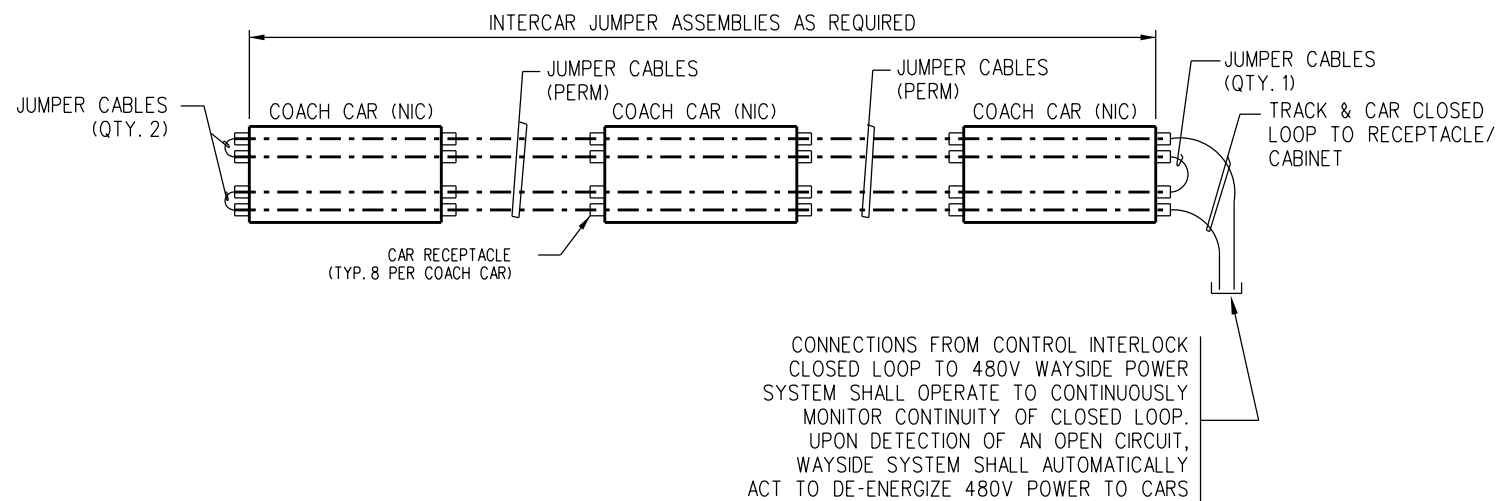 INTERCAR JUMPER ASSEMBLIES AS REQUIRED
JUMPER CABLES
(QTY. 2)
COACH CAR (NIC)
JUMPER CABLES
(PERM)
COACH CAR (NIC)
JUMPER CABLES
(PERM)
COACH CAR (NIC)
JUMPER CABLES
(QTY. 1)
TRACK & CAR CLOSED
LOOP TO RECEPTACLE/
CABINET
CAR RECEPTACLE
(TYP. 8 PER COACH CAR)
CONNECTIONS FROM CONTROL INTERLOCK
CLOSED LOOP TO 480V WAYSIDE POWER
SYSTEM SHALL OPERATE TO CONTINUOUSLY
MONITOR CONTINUITY OF CLOSED LOOP.
UPON DETECTION OF AN OPEN CIRCUIT,
WAYSIDE SYSTEM SHALL AUTOMATICALLY
ACT TO DE-ENERGIZE 480V POWER TO CARS